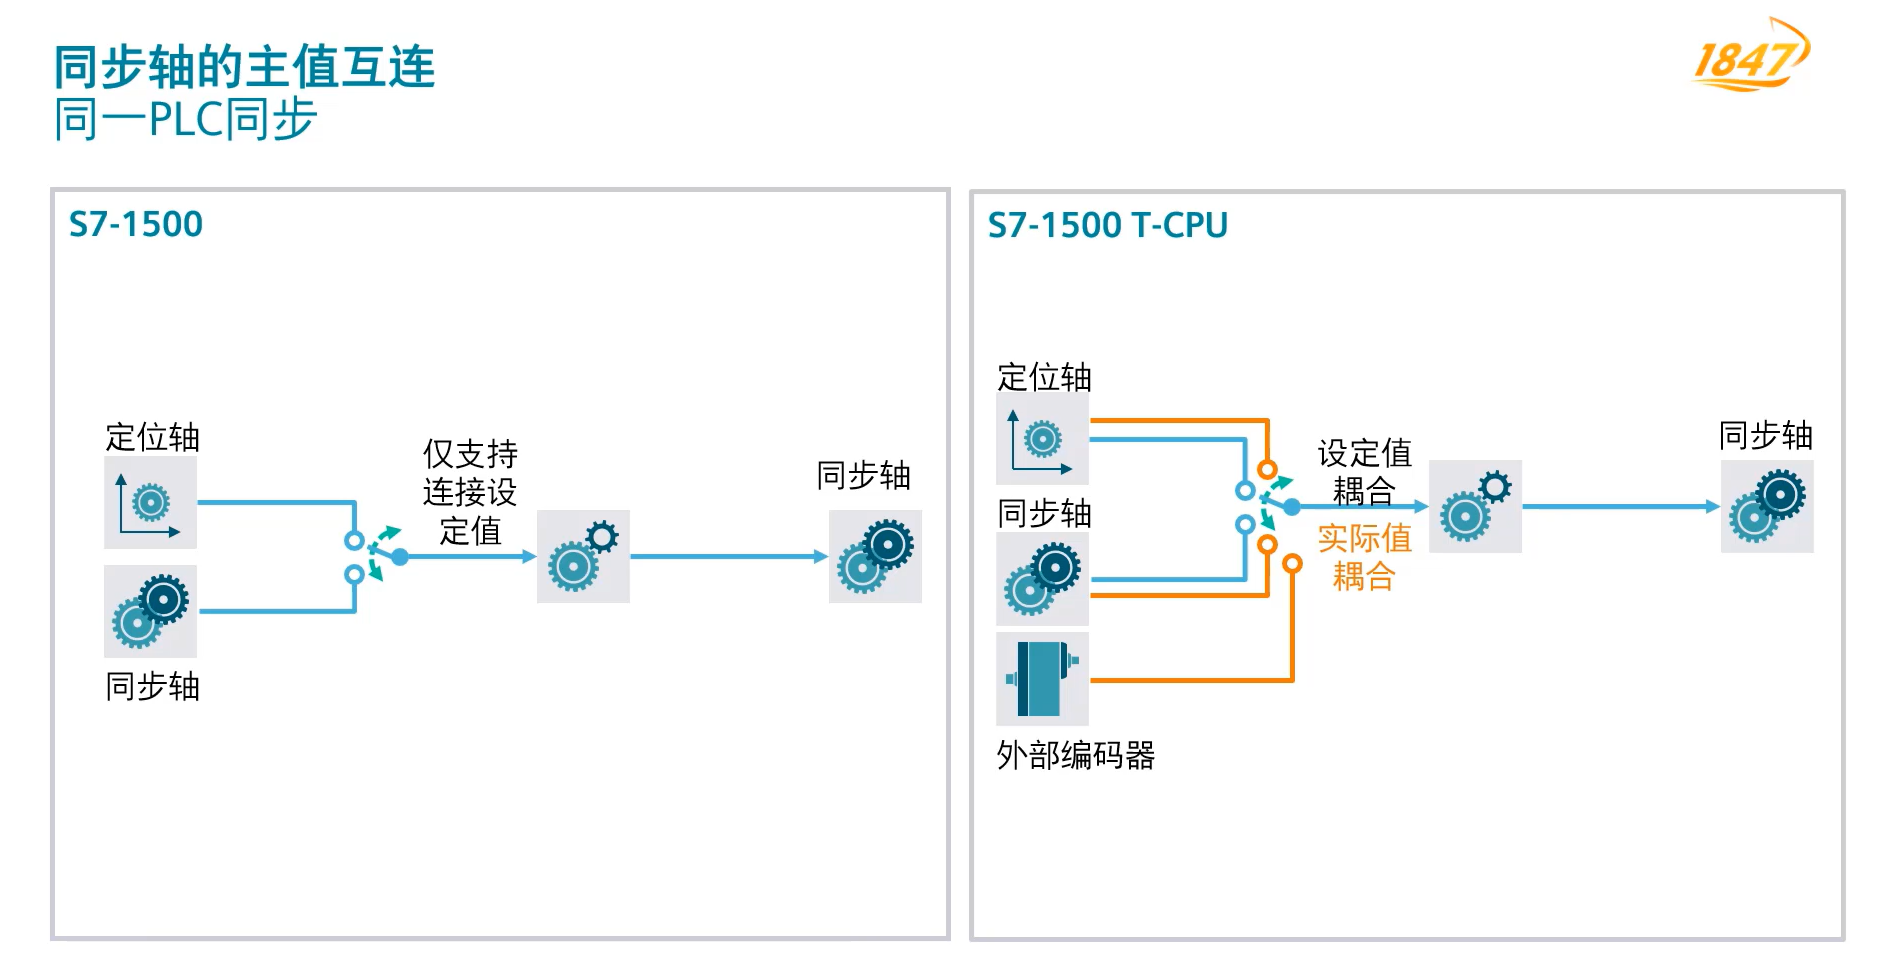 同步轴的主值互连
同一PLC同步
1847
S7-1500
定位轴
同步轴
仅支持
连接设
定值
同步轴
S7-1500 T-CPU
定位轴
同步轴
外部编码器
设定值
耦合
实际值
耦合
同步轴